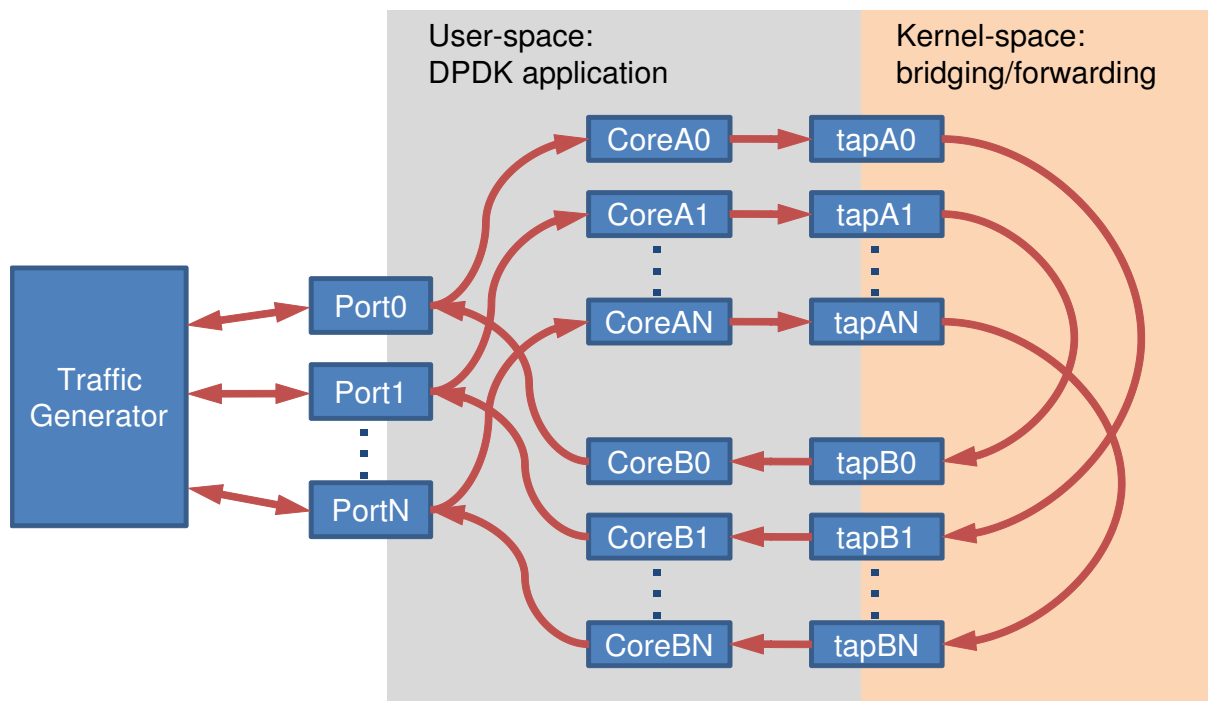 User-space:
DPDK application
Kernel-space:
bridging/forwarding
CoreA0
tapA0
CoreA1
tapA1
Port0
CoreAN
tapAN
Traffic
Generator
Port1
CoreB0
tapB0
PortN
CoreB1
tapB1
CoreBN
tapBN